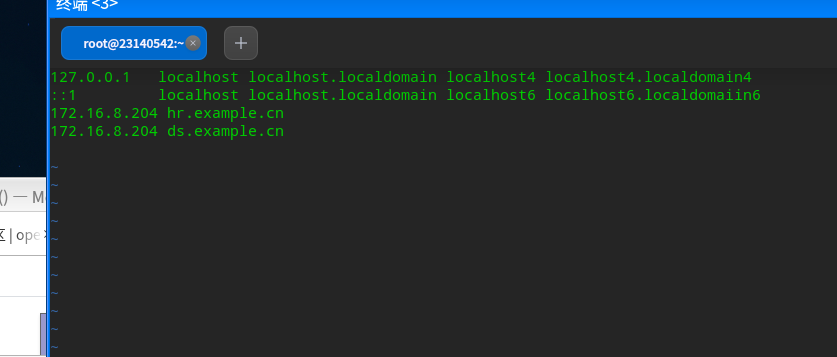 终端 <3>
root@23140542:~
127.0.0.1   localhost localhost.localdomain localhost4 localhost4.localdomain4
::1         localhost localhost.localdomain localhost6 localhost6.localdomaiin6
172.16.8.204 hr.example.cn
172.16.8.204 ds.example.cn
~
~
~
~
~
~
~
~
~
~
~
() — M
区 | ope